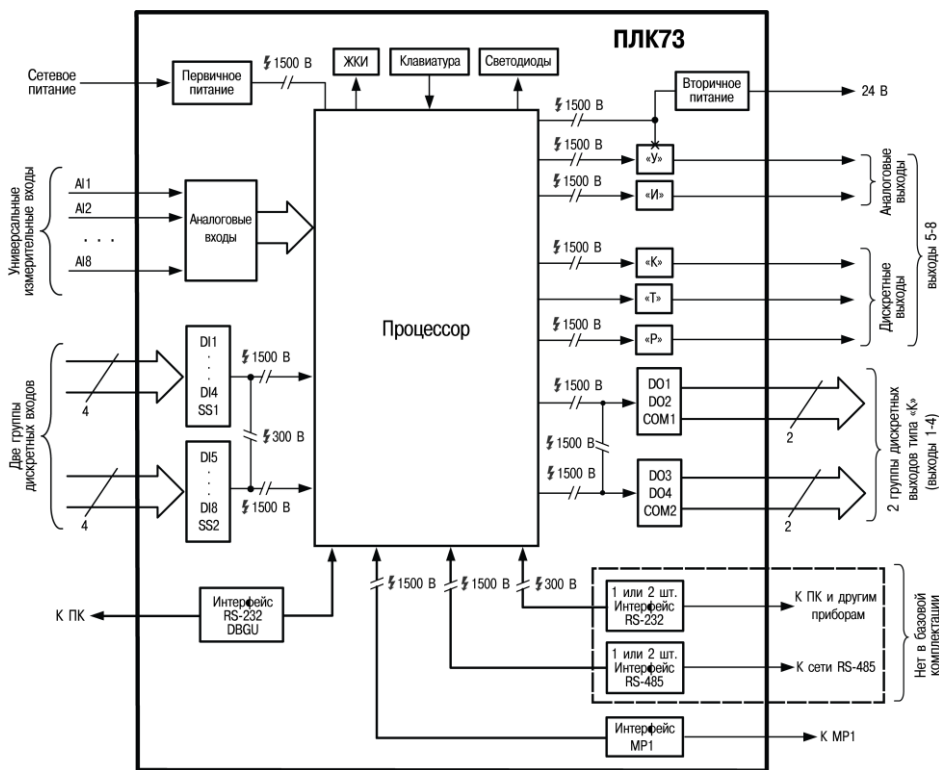 ПЛК73
Сетевое
питание
Первичное
питание
1500 В
ЖКИ
Клавиатура
Светодиоды
1500 В
Вторичное
питание
24 В
1500 В
«У»
1500 В
«И»
Аналоговые
выходы
Универсальные
измерительные входы
AI1
AI2
. . .
AI8
Аналоговые
входы
Процессор
1500 В
«К»
«Т»
1500 В
«Р»
Дискретные
выходы
выходы 5-8
Две группы
дискретных входов
4
DI1
.
.
DI4
SS1
1500 В
300 В
4
DI5
.
.
DI8
SS2
1500 В
1500 В
DO1
DO2
COM1
2
1500 В
1500 В
DO3
DO4
COM2
2
2 группы дискретных
выходов типа «К»
(выходы 1-4)
К ПК
Интерфейс
RS-232
DBGU
1500 В
1500 В
300 В
1 или 2 шт.
Интерфейс
RS-232
К ПК и другим
приборам
1 или 2 шт.
Интерфейс
RS-485
К сети RS-485
Нет в базовой
комплектации
Интерфейс
МР1
К МР1